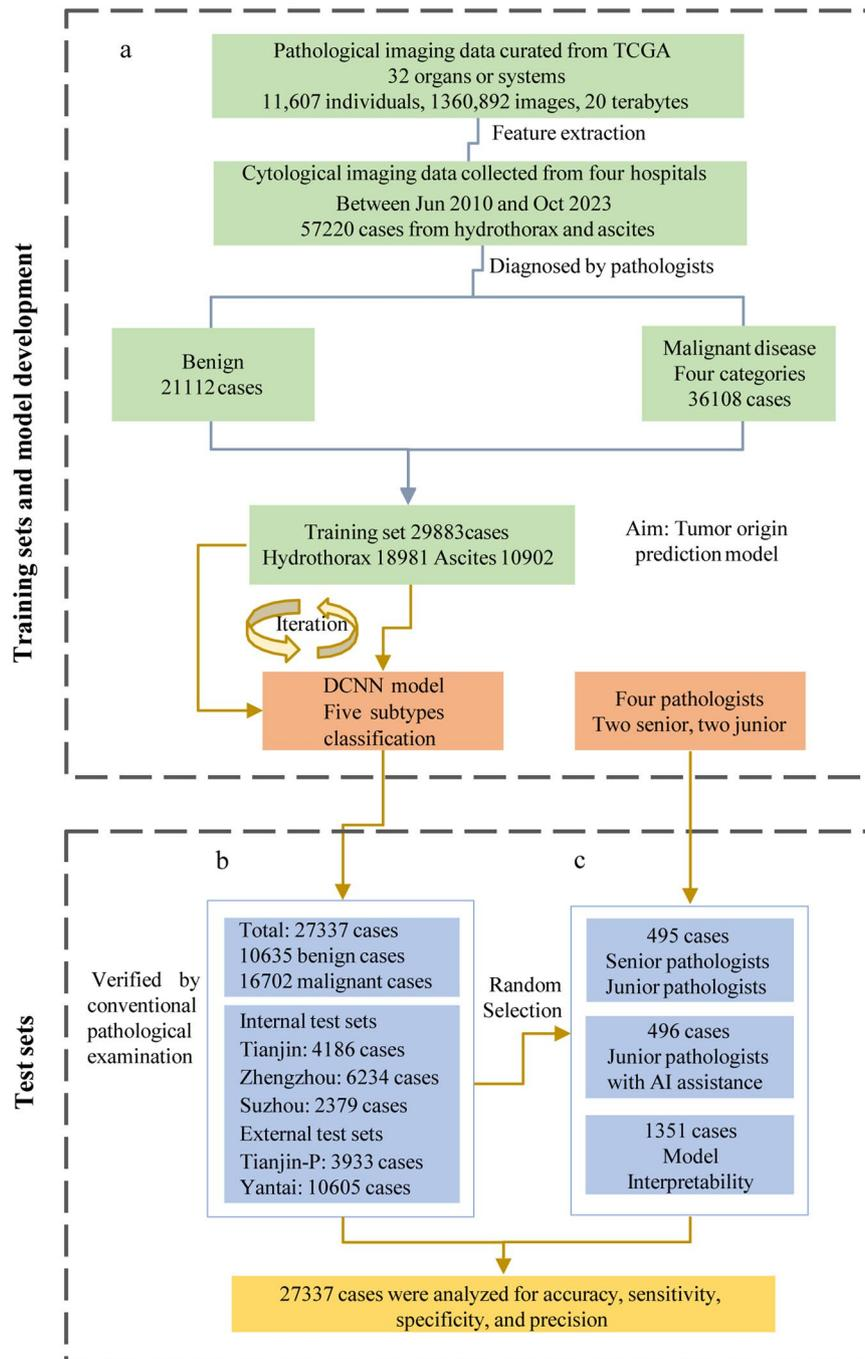 a
Pathological imaging data curated from TCGA
32 organs or systems
11,607 individuals, 1360,892 images, 20 terabytes
Feature extraction
Cytological imaging data collected from four hospitals
Between Jun 2010 and Oct 2023
57220 cases from hydrothorax and ascites
Diagnosed by pathologists
Benign
21112 cases
Malignant disease
Four categories
36108 cases
Training set 29883cases
Hydrothorax 18981 Ascites 10902
Aim: Tumor origin
prediction model
Iteration
DCNN model
Five subtypes
classification
Four pathologists
Two senior, two junior
Training sets and model development
b
Verified by
conventional
pathological
examination
Total: 27337 cases
10635 benign cases
16702 malignant cases
Internal test sets
Tianjin: 4186 cases
Zhengzhou: 6234 cases
Suzhou: 2379 cases
External test sets
Tianjin-P: 3933 cases
Yantai: 10605 cases
Random
Selection
c
495 cases
Senior pathologists
Junior pathologists
496 cases
Junior pathologists
with AI assistance
1351 cases
Model
Interpretability
27337 cases were analyzed for accuracy, sensitivity,
specificity, and precision
Test sets